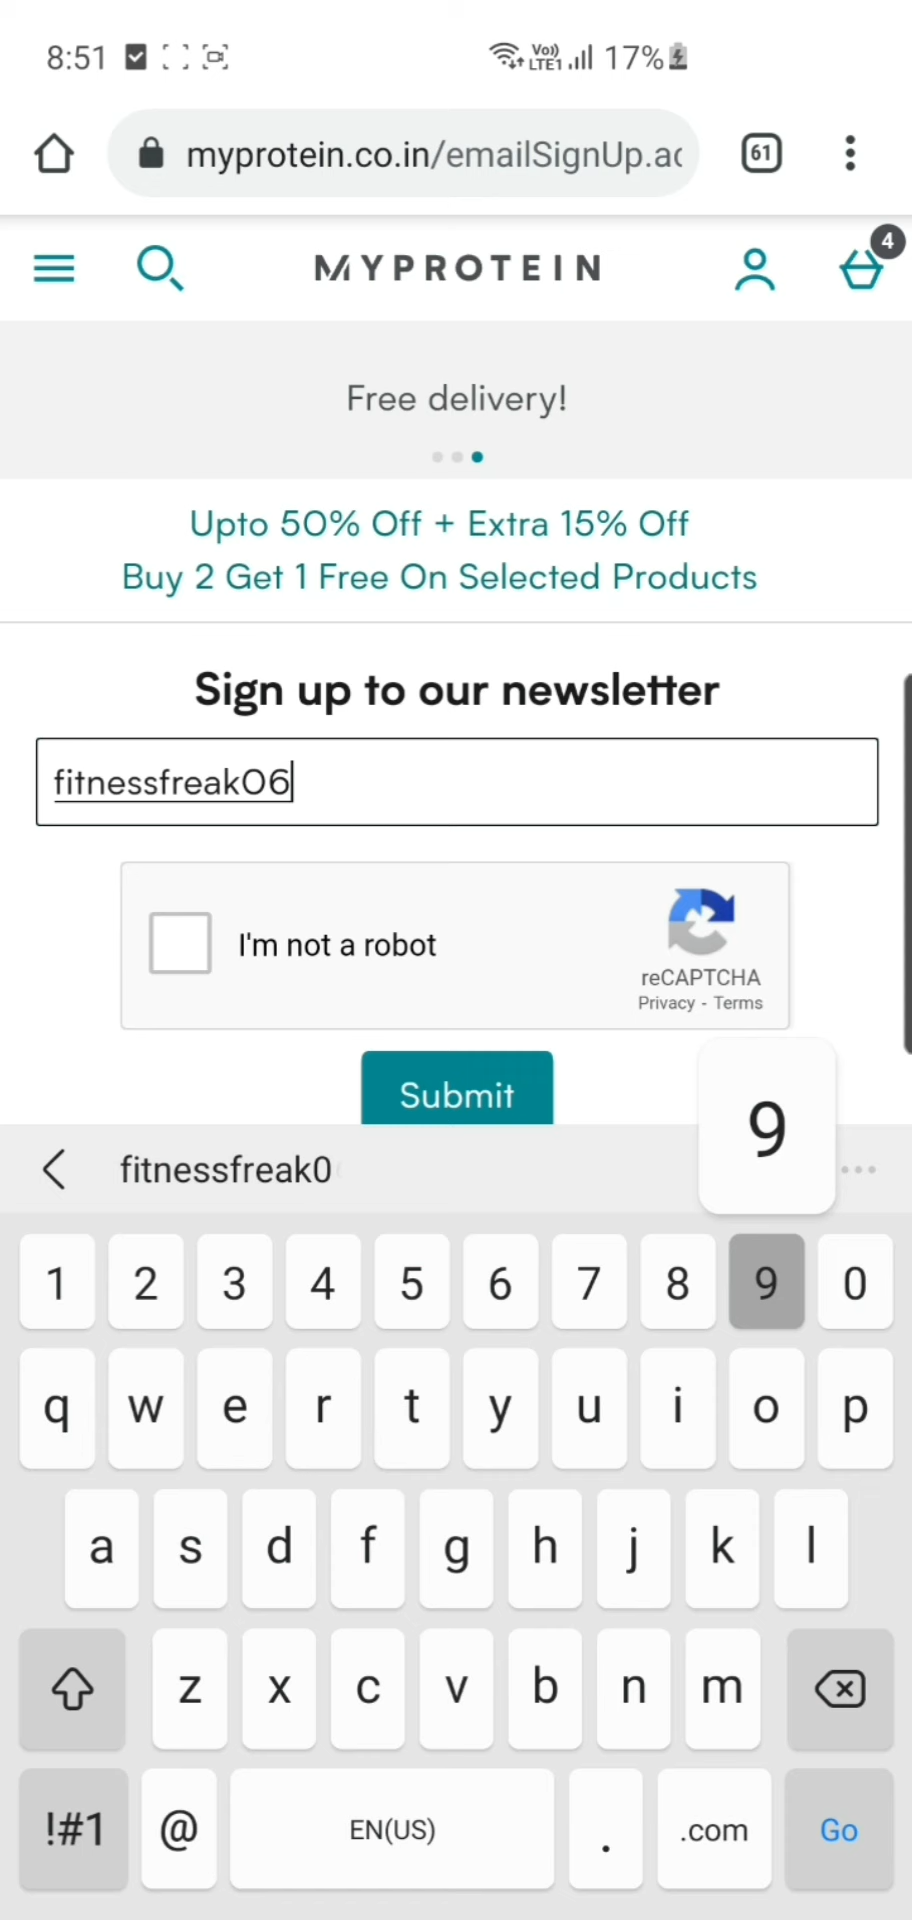 8:51 Vo)) LTE1 17%
myprotein.co.in/emailSignUp.ac 61
MYPROTEIN 4
Free delivery!
Upto 50% Off + Extra 15% Off
Buy 2 Get 1 Free On Selected Products
Sign up to our newsletter
fitnessfreak06
I'm not a robot
reCAPTCHA
Privacy - Terms
Submit
9
fitnessfreak0
1 2 3 4 5 6 7 8 9 0
q w e r t y u i o p
a s d f g h j k l
z x c v b n m
!#1 @ EN(US) . .com Go